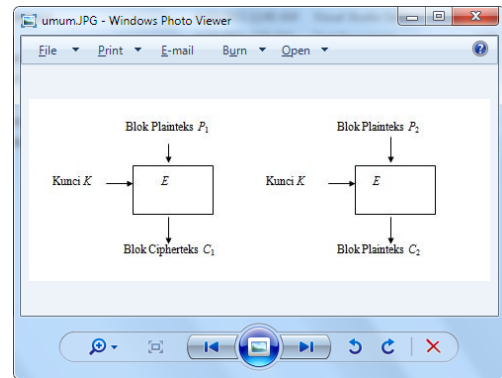 umum.JPG - Windows Photo Viewer
File Print E-mail Burn Open
Blok Plainteks P₁ Blok Plainteks P₂
Kunci K E Kunci K E
Blok Cipherteks C₁ Blok Plainteks C₂